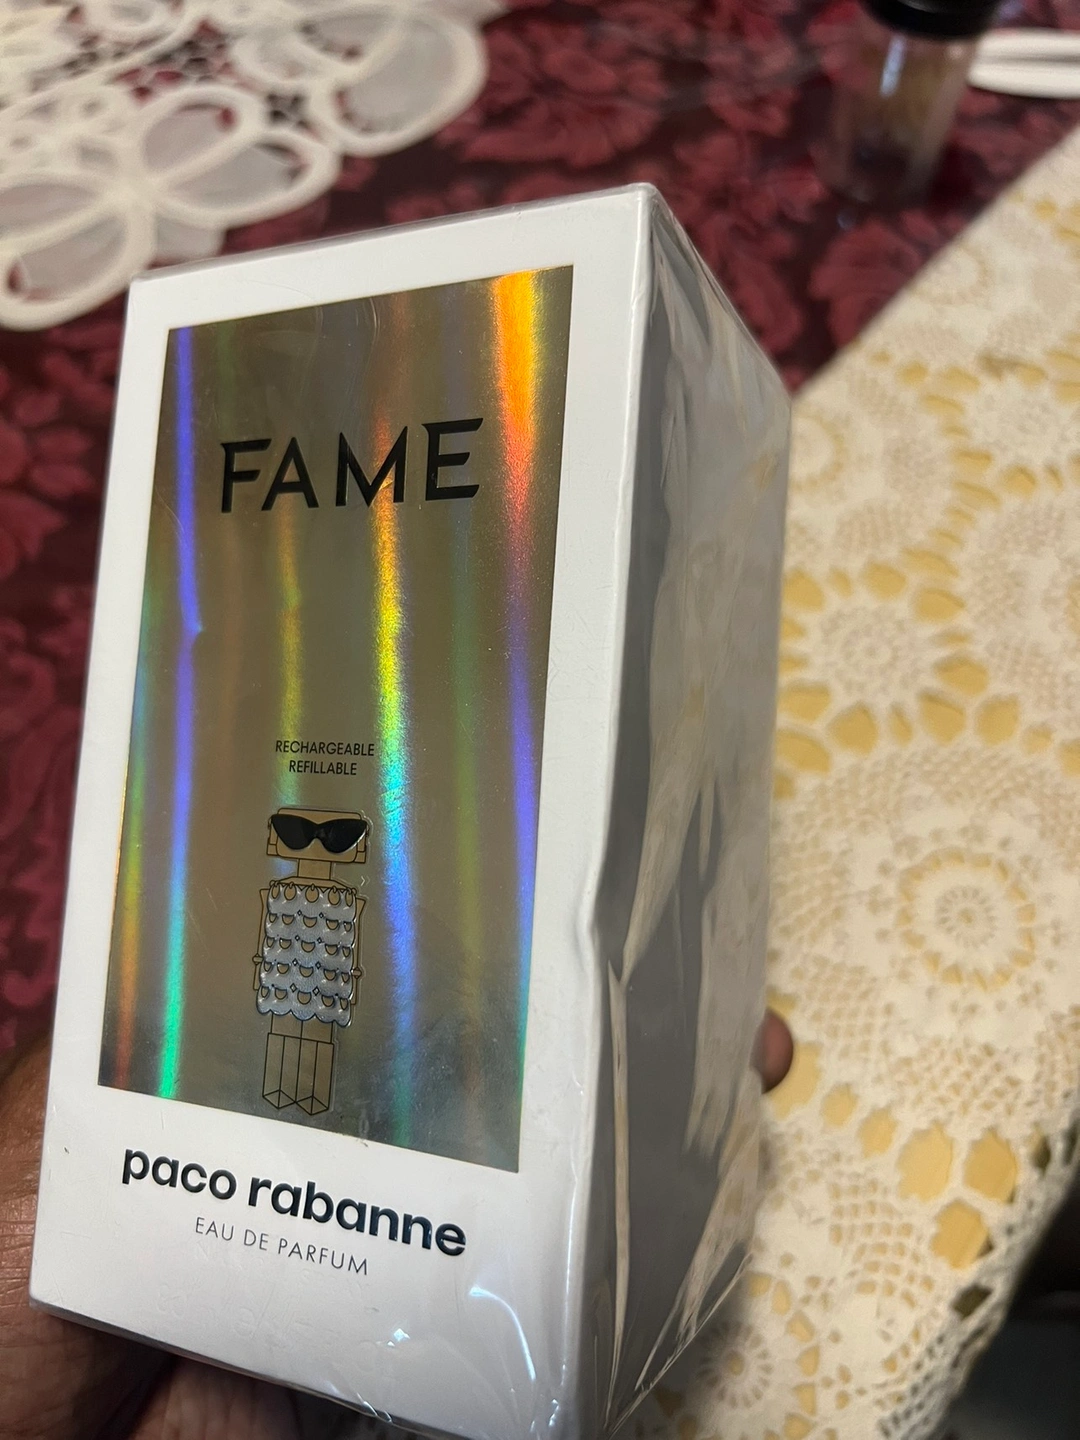 FAME
RECHARGEABLE
REFILLABLE
paco rabanne
EAU DE PARFUM